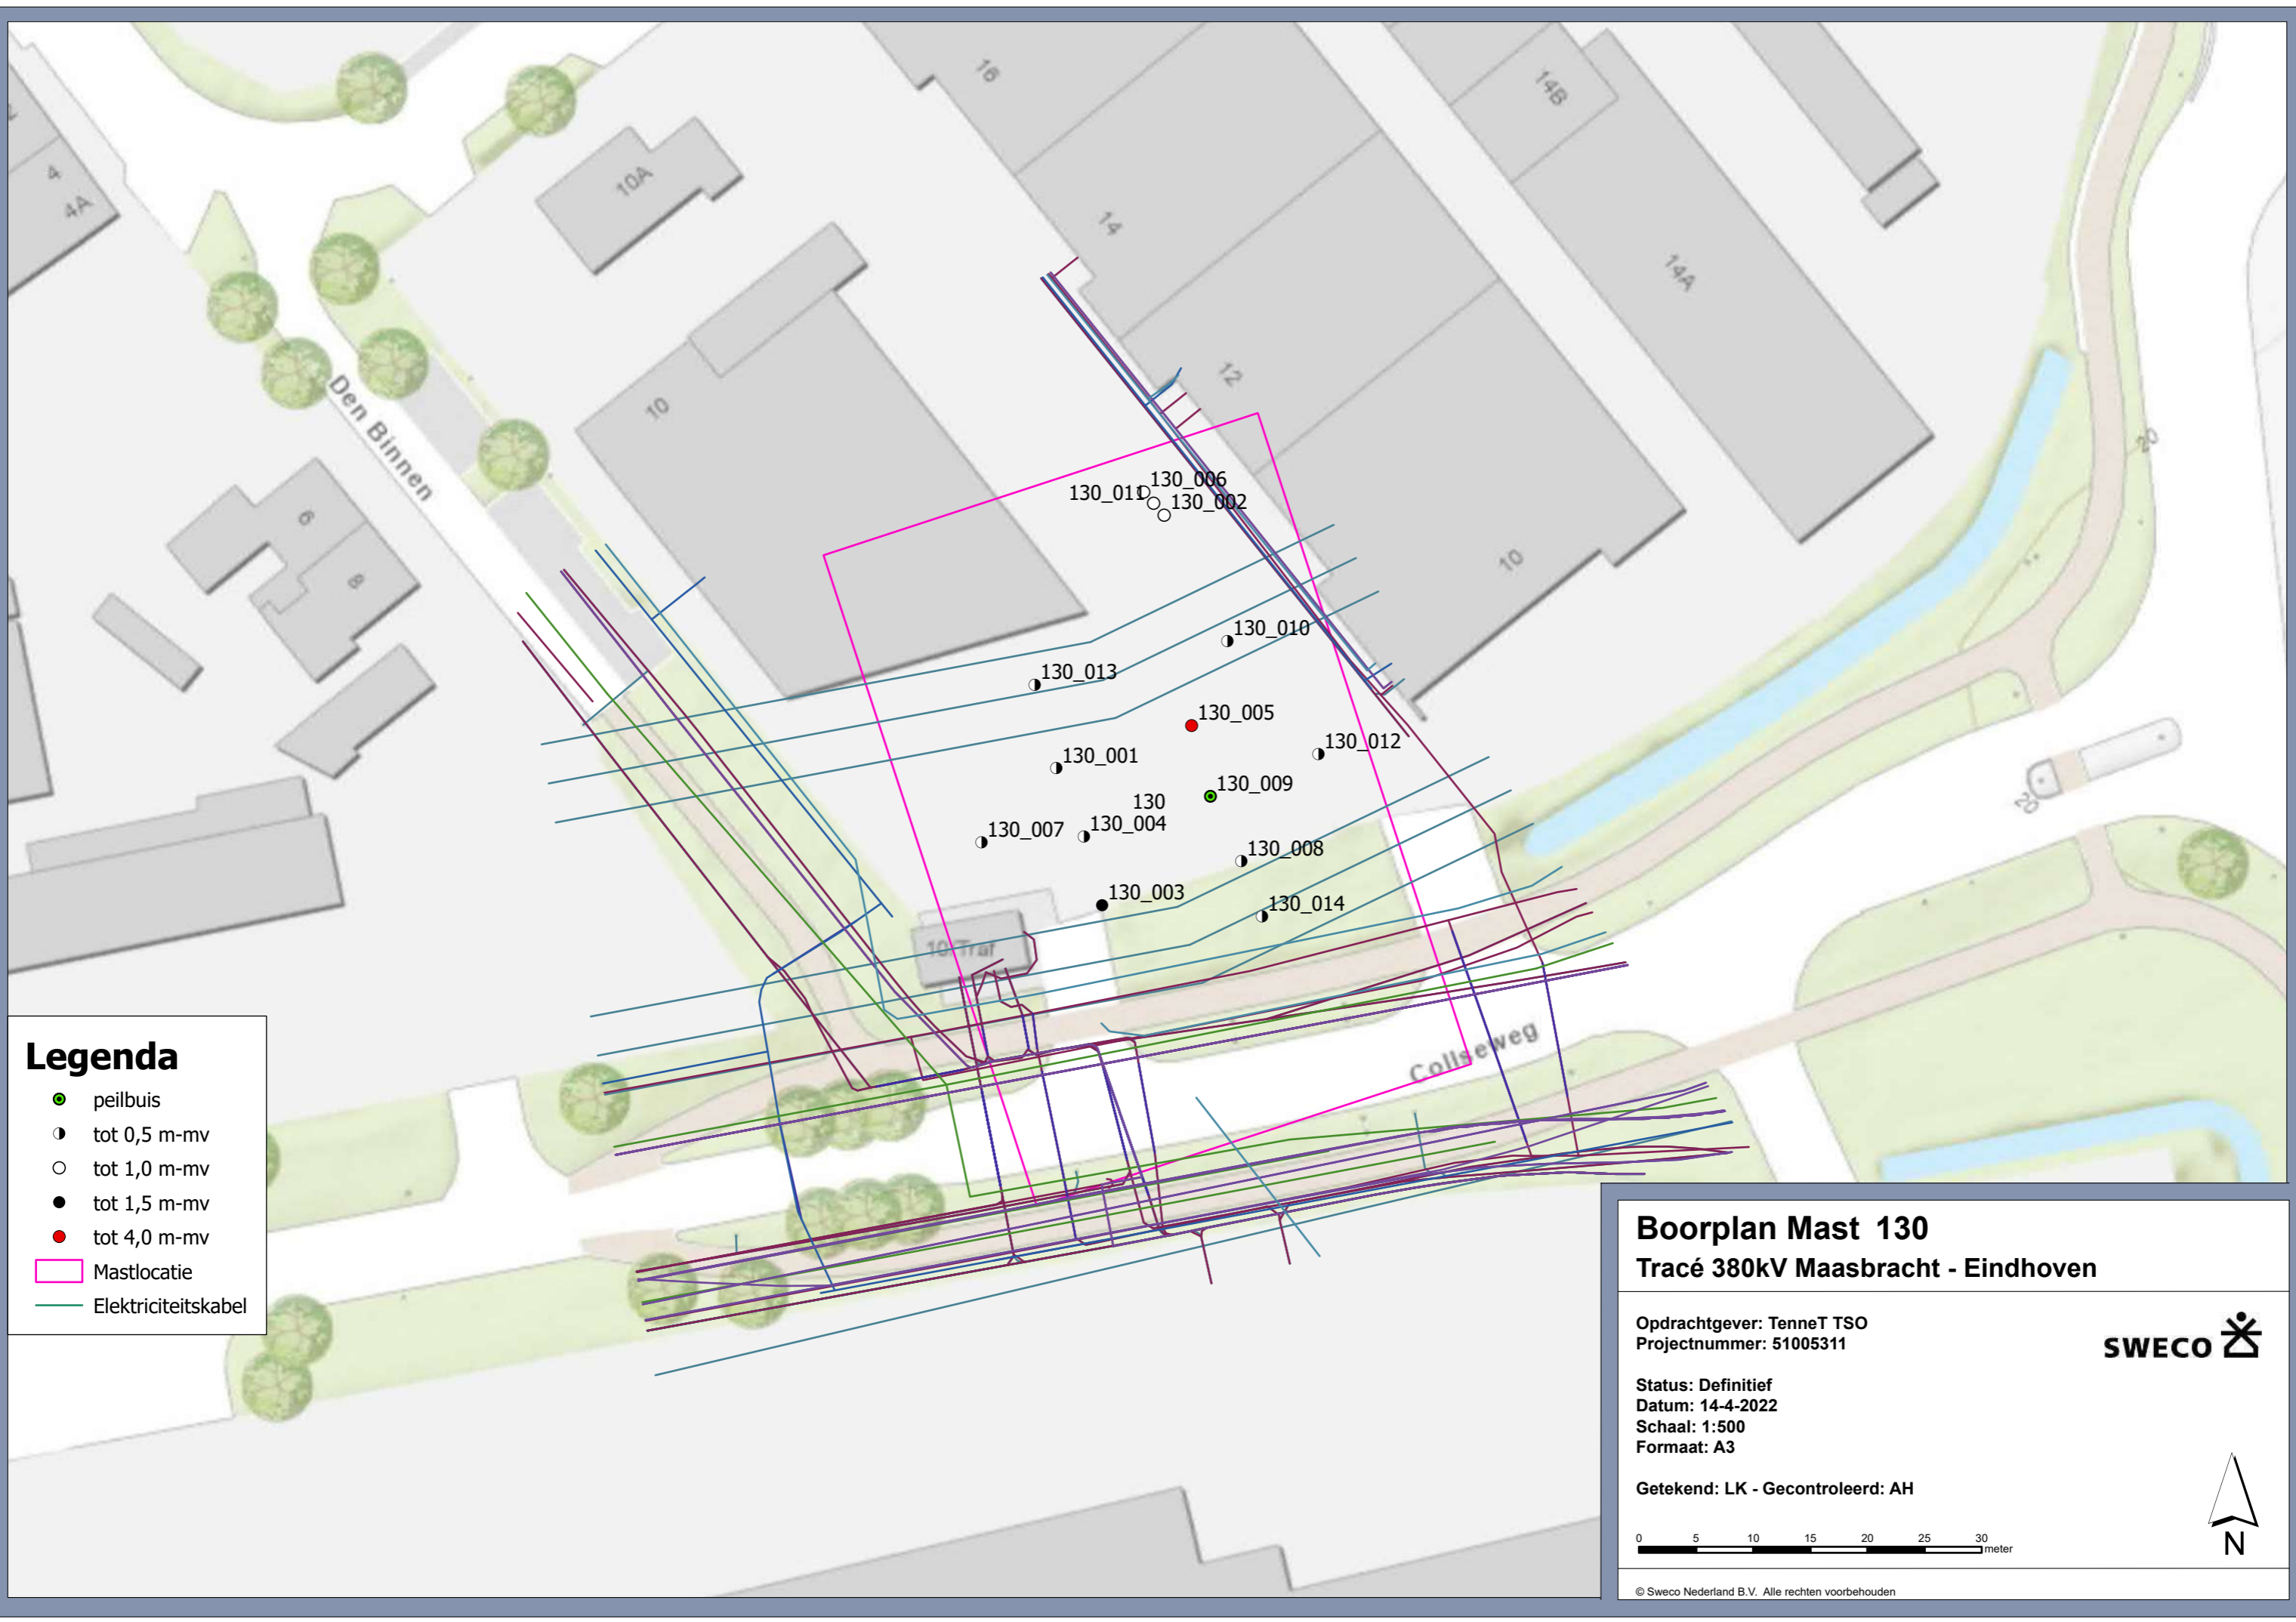 16
14B
10A
4
4A
14
14A
12
10
Den Binnen
20
6
8
10
130_006
130_011
130_002
130_010
130_013
130_005
130_012
130_001
130_009
130
130_004
130_007
130_008
130_003
130_014
20
10/Traf
Collseweg
Legenda
peilbuis
tot 0,5 m-mv
tot 1,0 m-mv
tot 1,5 m-mv
tot 4,0 m-mv
Mastlocatie
Elektriciteitskabel
Boorplan Mast 130
Tracé 380kV Maasbracht - Eindhoven
Opdrachtgever: TenneT TSO
Projectnummer: 51005311
SWECO
Status: Definitief
Datum: 14-4-2022
Schaal: 1:500
Formaat: A3
Getekend: LK - Gecontroleerd: AH
0 5 10 15 20 25 30
meter
N
© Sweco Nederland B.V. Alle rechten voorbehouden